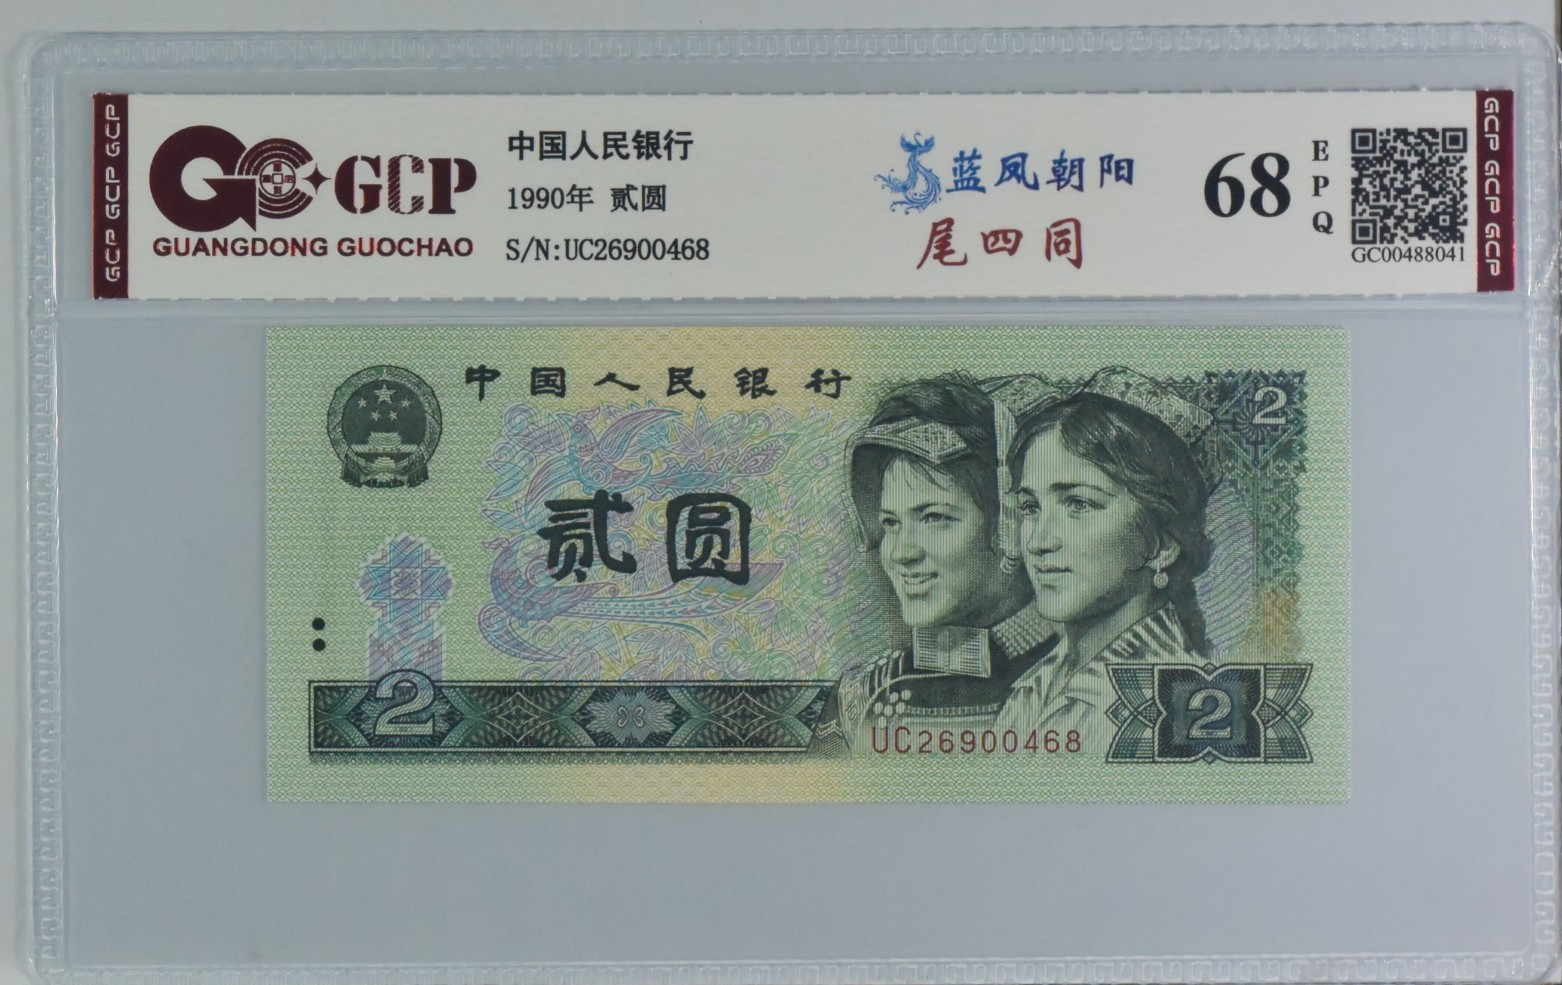 GCP GCP GCP
GCP
GUANGDONG GUOCHAO
中国人民银行
1990年 贰圆
S/N:UC26900468
蓝凤朝阳
尾四同
68
EPQ
GC00488041
GCP GCP GCP
中国人民银行
2
贰圆
2
UC26900468
2